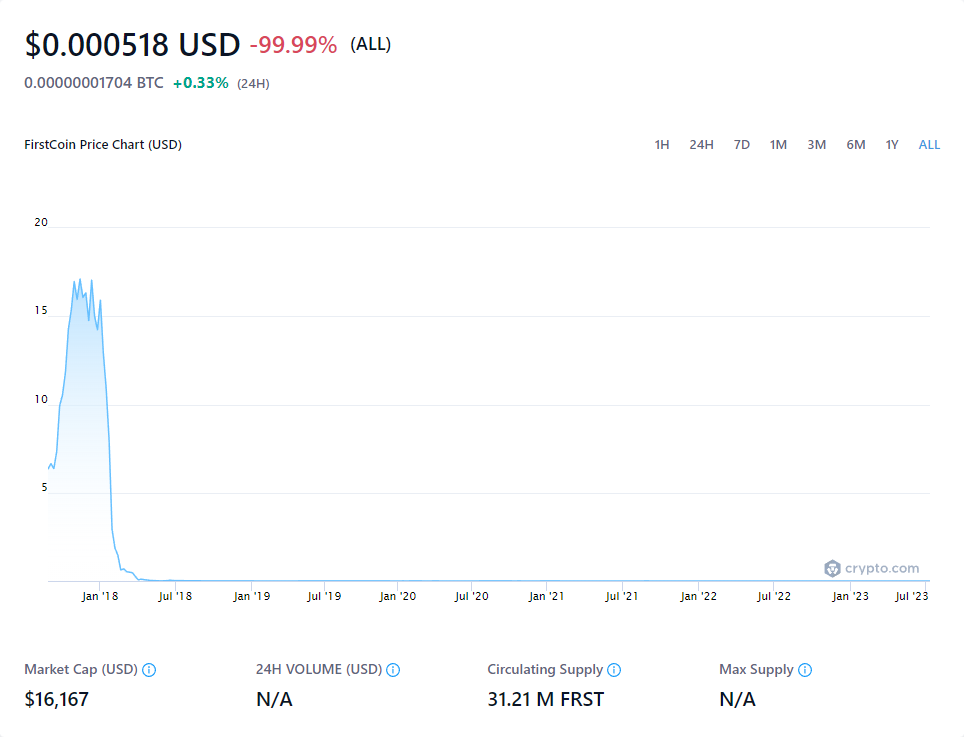 $0.000518 USD -99.99% (ALL)
0.00000001704 BTC +0.33% (24H)
FirstCoin Price Chart (USD) 1H 24H 7D 1M 3M 6M 1Y ALL
20
15
10
5
crypto.com
Jan '18 Jul '18 Jan '19 Jul '19 Jan '20 Jul '20 Jan '21 Jul '21 Jan '22 Jul '22 Jan '23 Jul '23
Market Cap (USD) 24H VOLUME (USD) Circulating Supply Max Supply
$16,167 N/A 31.21 M FRST N/A